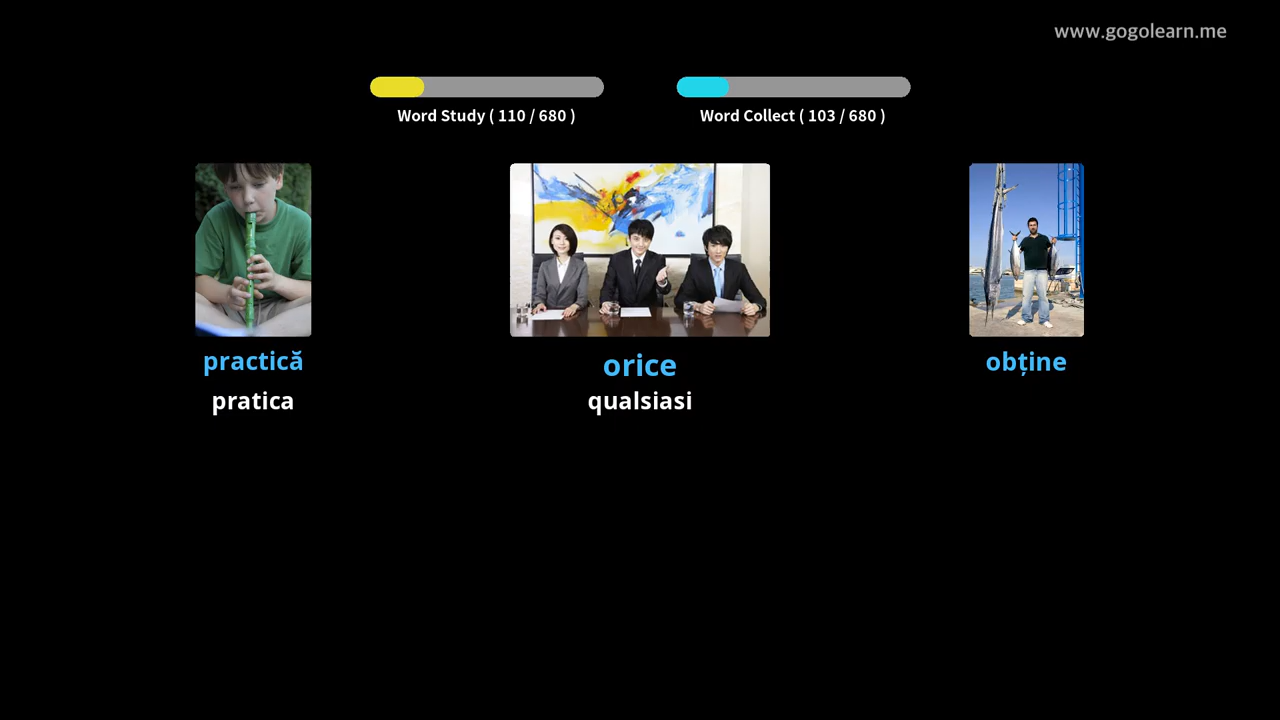 www.gogolearn.me
Word Study ( 110 / 680 )
Word Collect ( 103 / 680 )
practică
orice
obține
pratica
qualsiasi